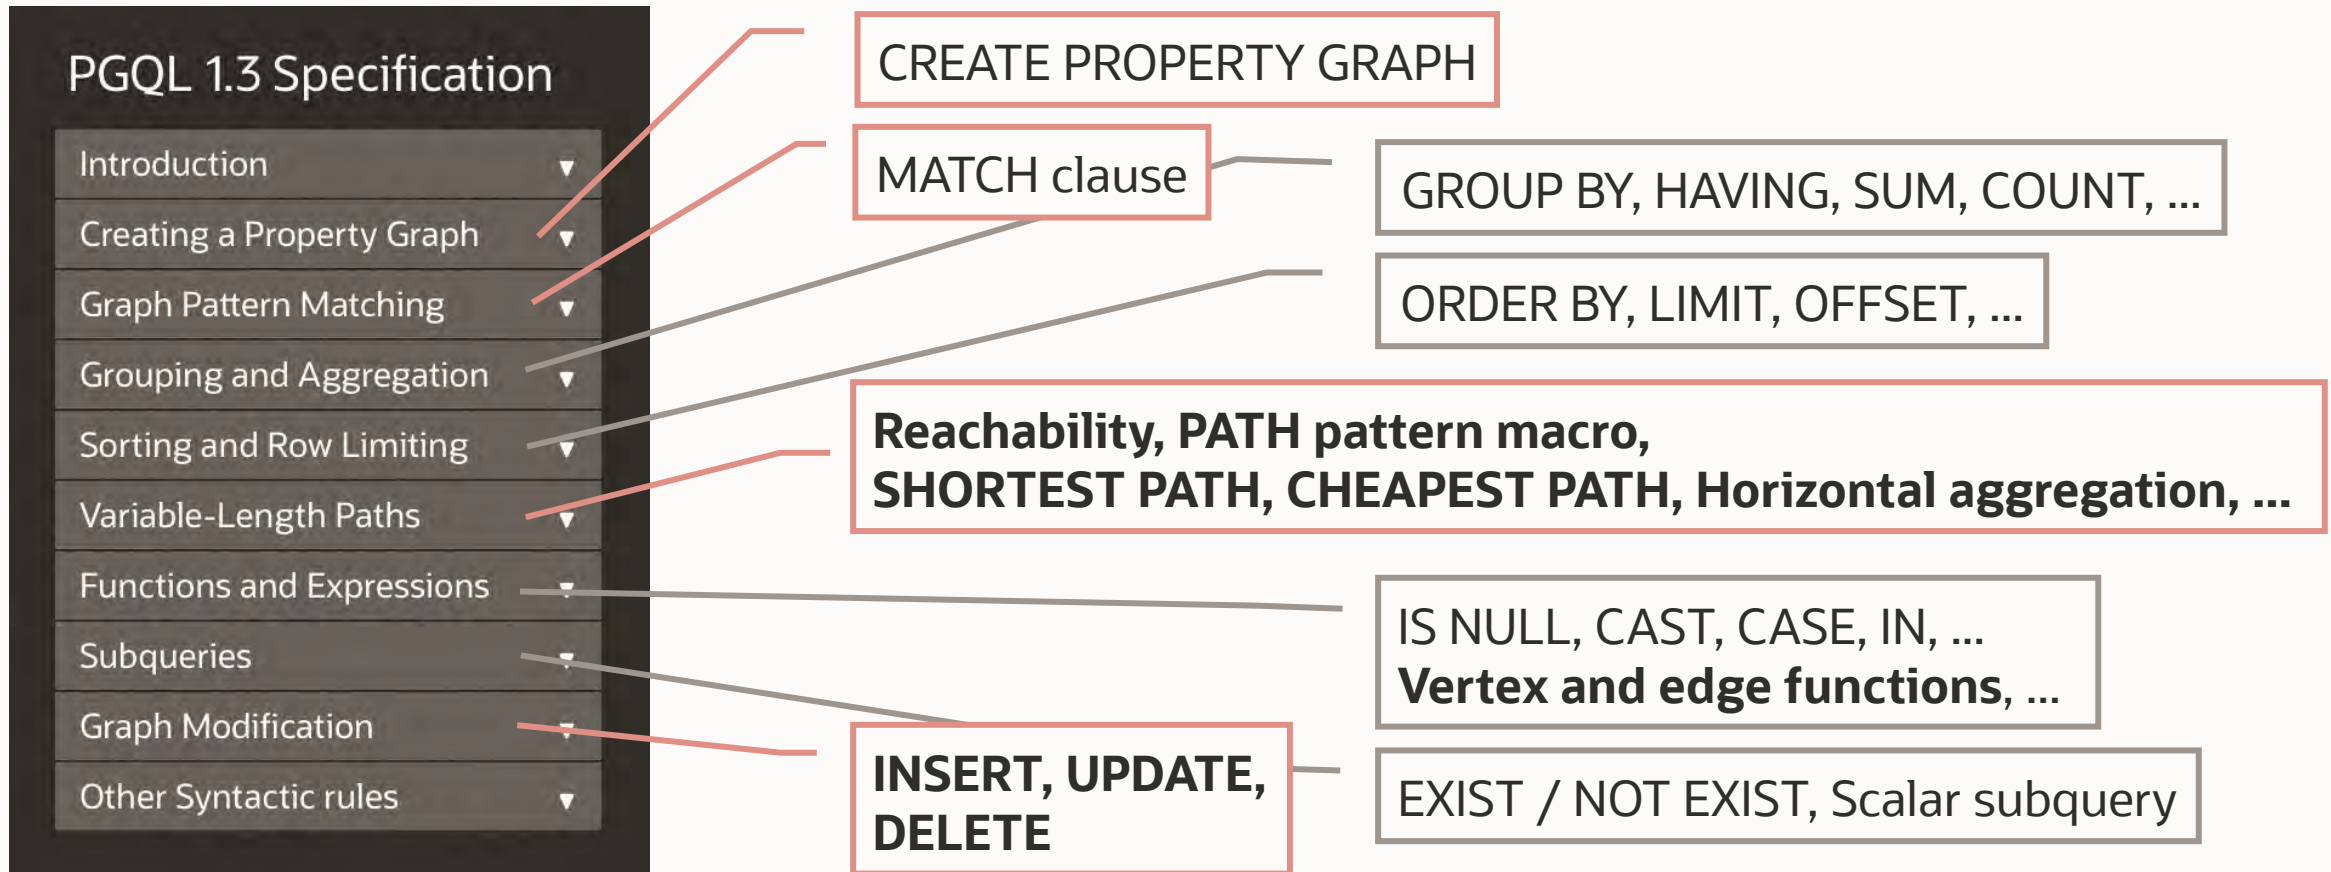 PGQL 1.3 Specification
Introduction
Creating a Property Graph
Graph Pattern Matching
Grouping and Aggregation
Sorting and Row Limiting
Variable-Length Paths
Functions and Expressions
Subqueries
Graph Modification
Other Syntactic rules
CREATE PROPERTY GRAPH
MATCH clause
GROUP BY, HAVING, SUM, COUNT, ...
ORDER BY, LIMIT, OFFSET, ...
Reachability, PATH pattern macro,
SHORTEST PATH, CHEAPEST PATH, Horizontal aggregation, ...
IS NULL, CAST, CASE, IN, ...
Vertex and edge functions, ...
INSERT, UPDATE,
DELETE
EXIST / NOT EXIST, Scalar subquery